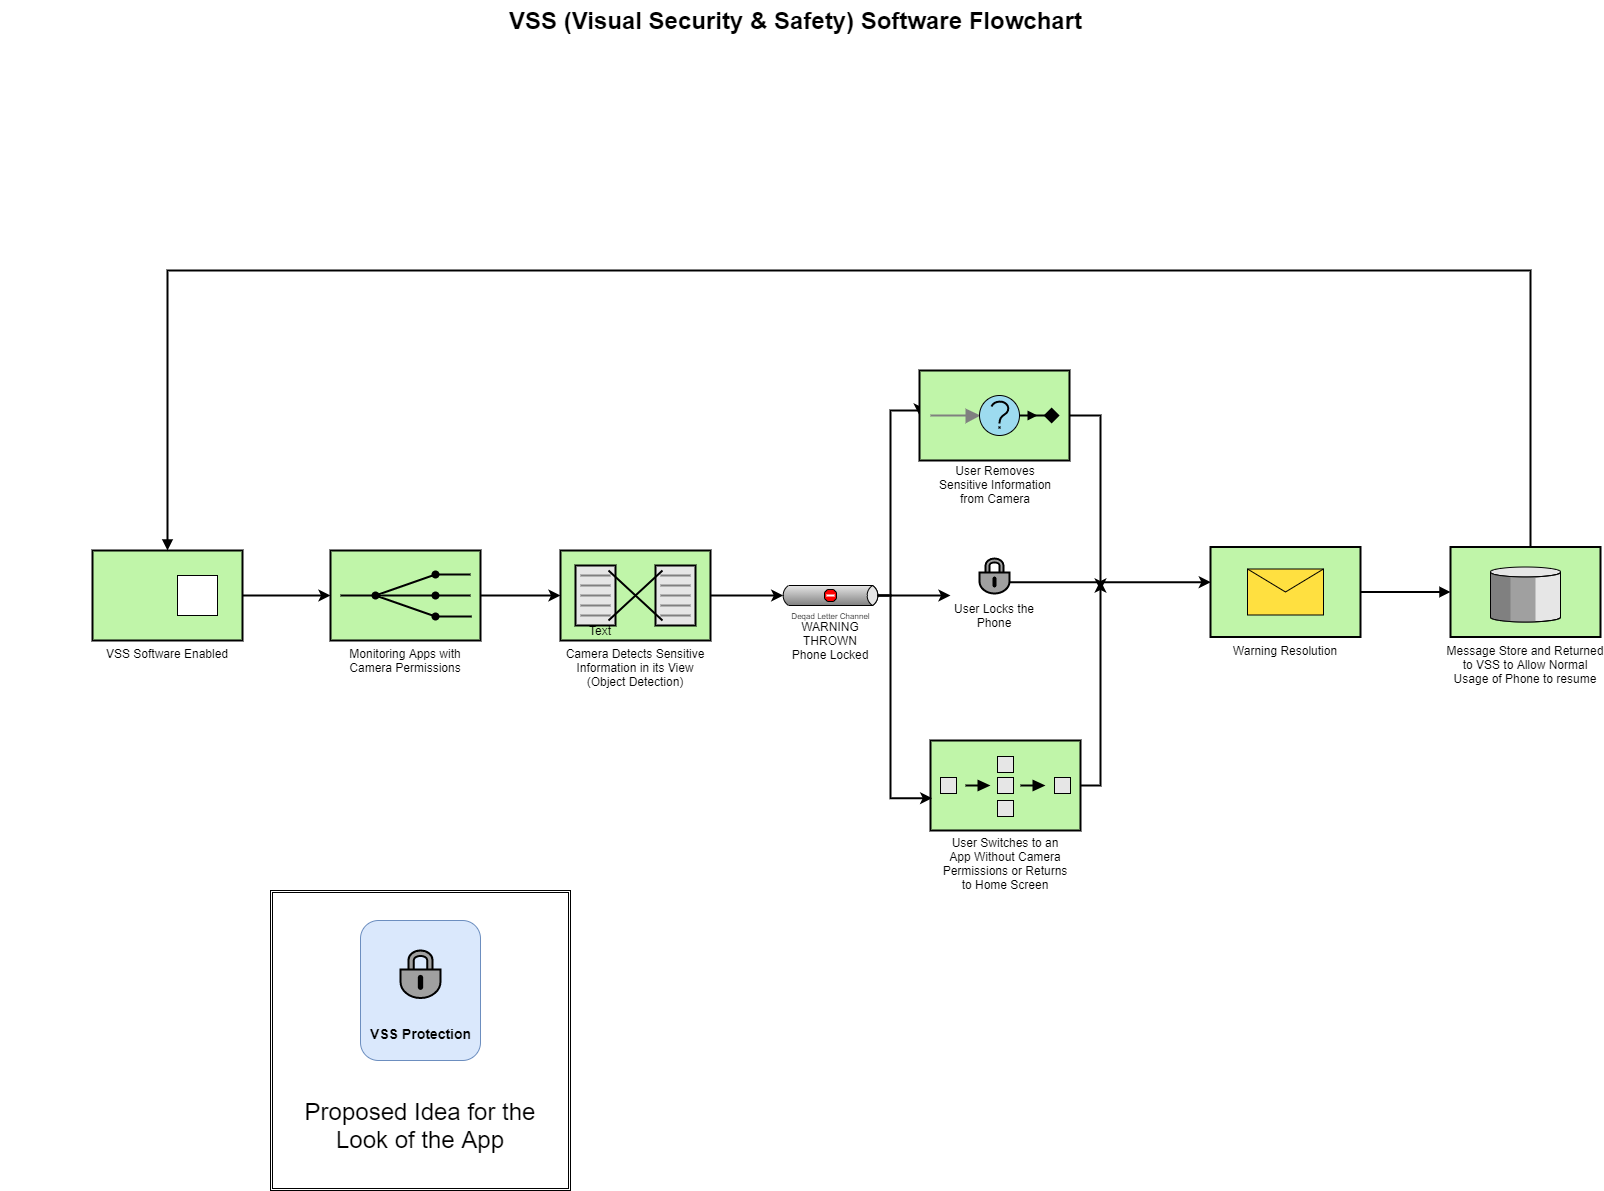 VSS (Visual Security & Safety) Software Flowchart
User Removes
Sensitive Information
from Camera
VSS Software Enabled
Monitoring Apps with
Camera Permissions
Text
Camera Detects Sensitive
Information in its View
(Object Detection)
Deqad Letter Channel
WARNING
THROWN
Phone Locked
User Locks the
Phone
Warning Resolution
Message Store and Returned
to VSS to Allow Normal
Usage of Phone to resume
User Switches to an
App Without Camera
Permissions or Returns
to Home Screen
VSS Protection
Proposed Idea for the
Look of the App